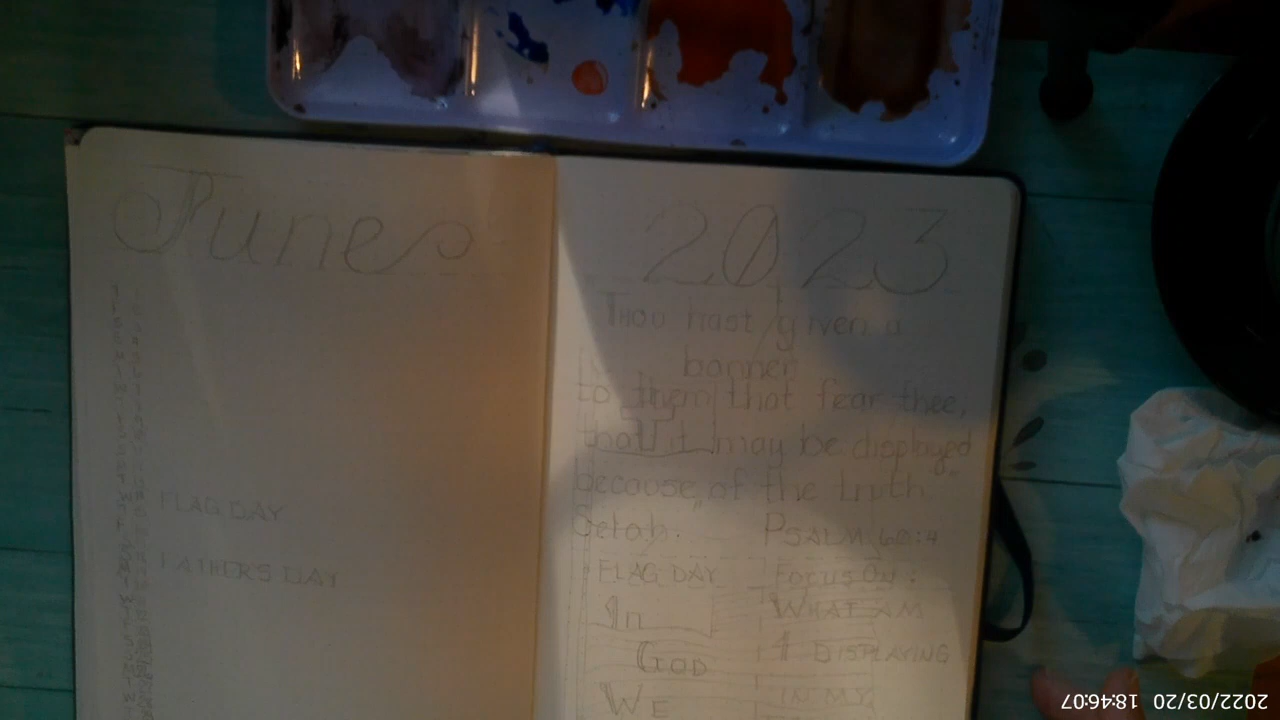 June
FLAG DAY
FATHERS DAY
2023
Thou hast given a
banner
to them that fear thee,
that it may be displayed
because of the truth
Selah. PSALM 60:4
FLAG DAY
In
GOD
WE
Focus On:
WHAT AM
I DISPLAYING
IN MY
2022/03/20 18:46:07